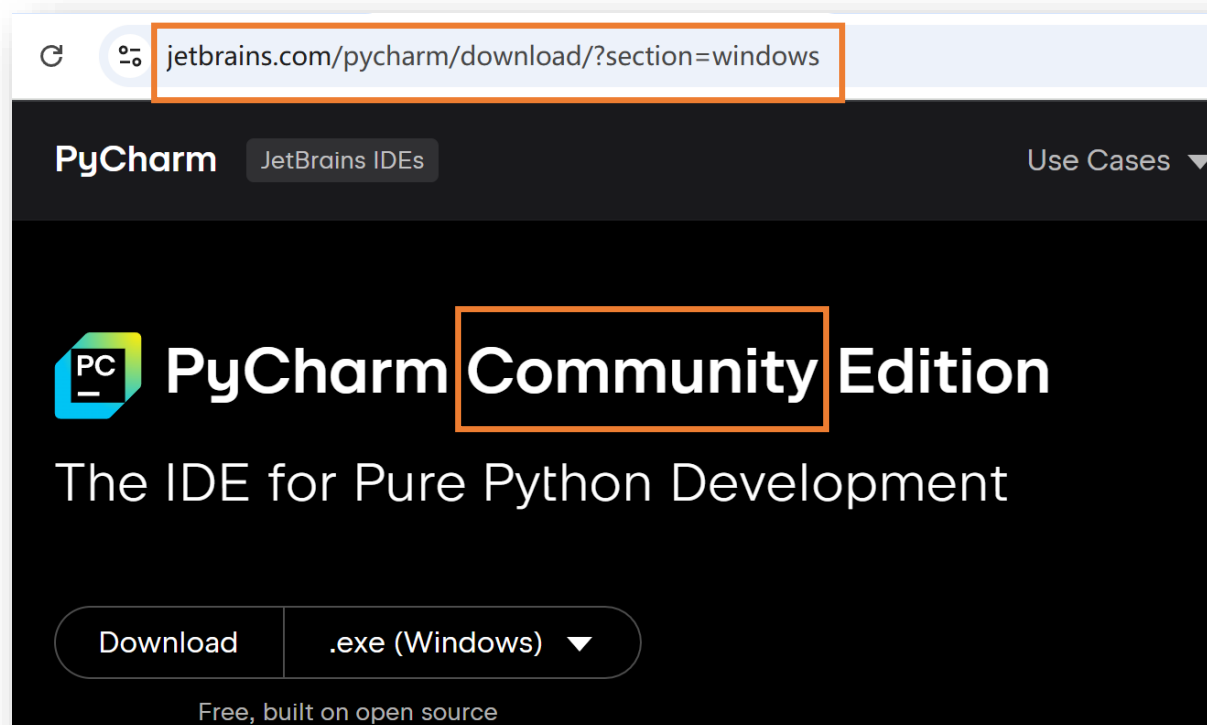 jetbrains.com/pycharm/download/?section=windows
PyCharm JetBrains IDEs Use Cases
PC PyCharm Community Edition
The IDE for Pure Python Development
Download .exe (Windows)
Free, built on open source